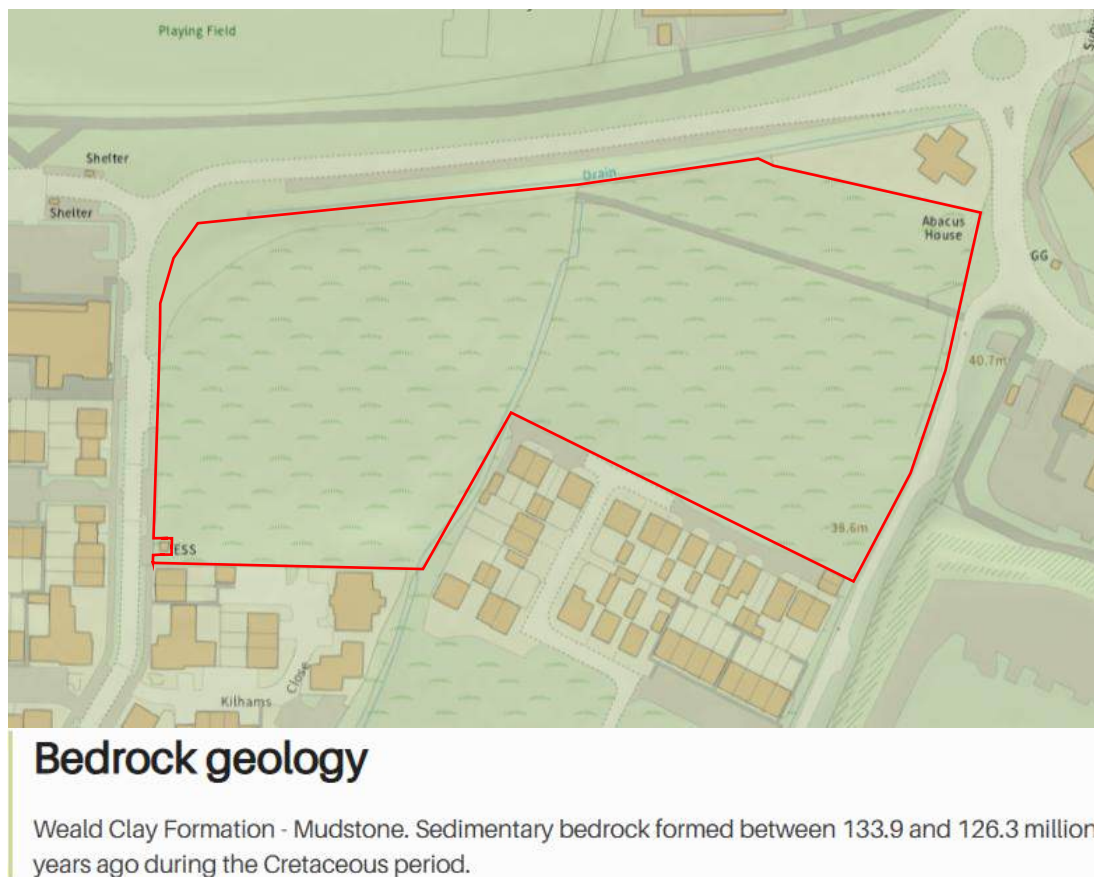 Playing Field
Shelter
Shelter
Drain
Abacus
House
GG
40.7m
38.6m
ESS
Close
Kilhams
Bedrock geology
Weald Clay Formation - Mudstone. Sedimentary bedrock formed between 133.9 and 126.3 million
years ago during the Cretaceous period.